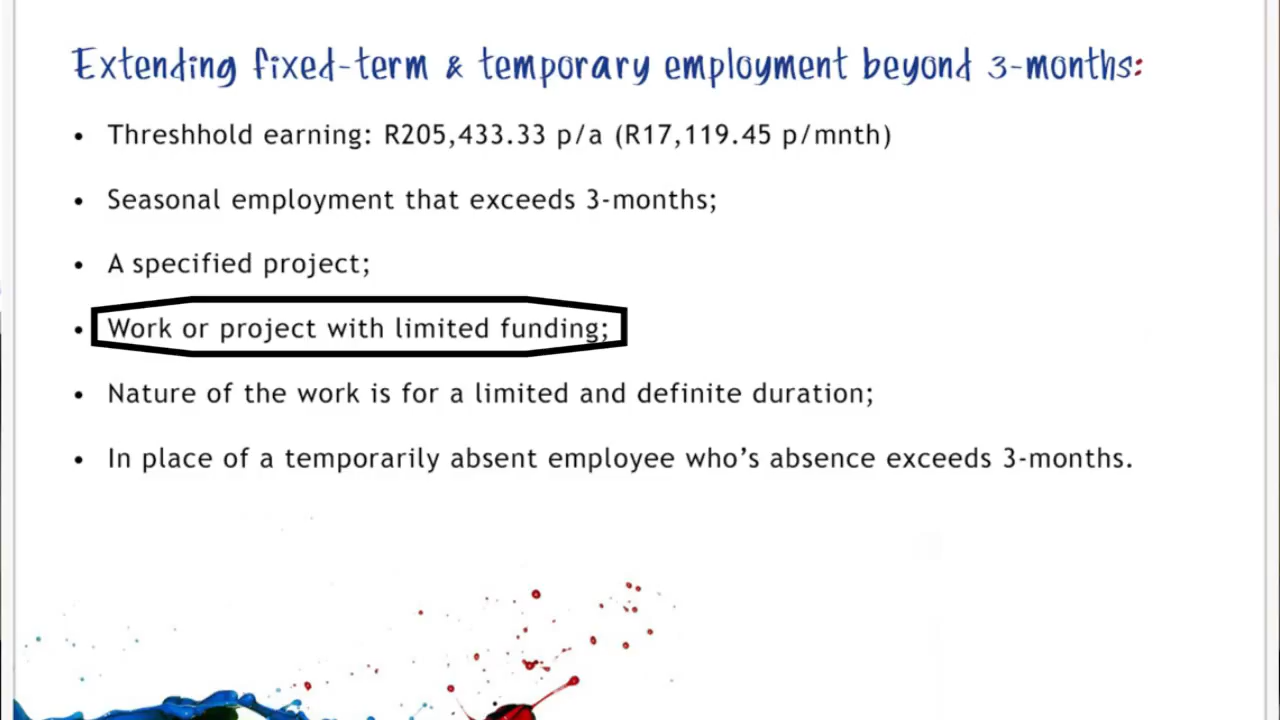 Extending fixed-term & temporary employment beyond 3-months:
• Threshhold earning: R205,433.33 p/a (R17,119.45 p/mnth)
• Seasonal employment that exceeds 3-months;
• A specified project;
• Work or project with limited funding;
• Nature of the work is for a limited and definite duration;
• In place of a temporarily absent employee who’s absence exceeds 3-months.